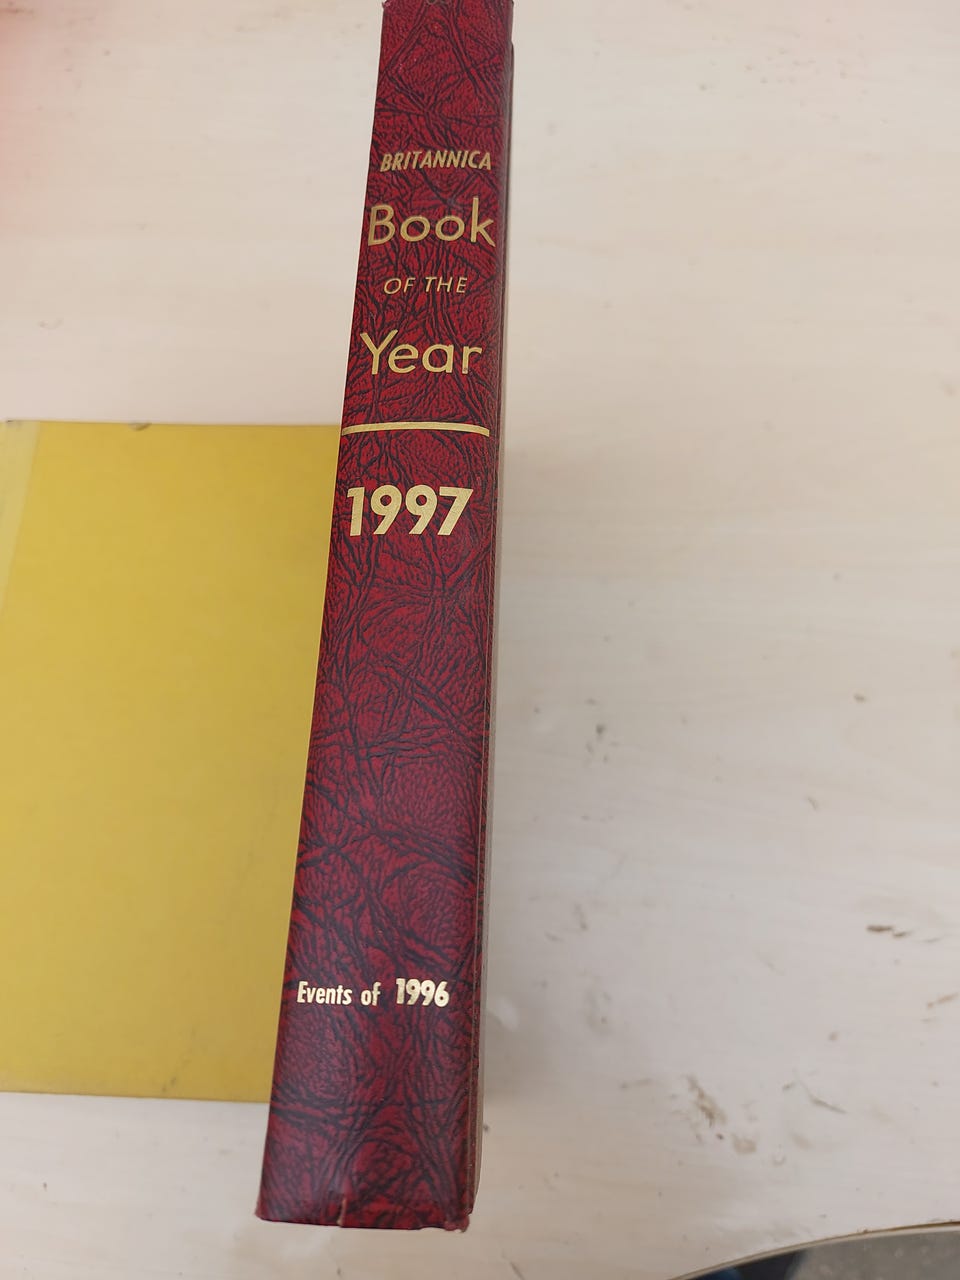 BRITANNICA
Book
OF THE
Year
1997
Events of 1996